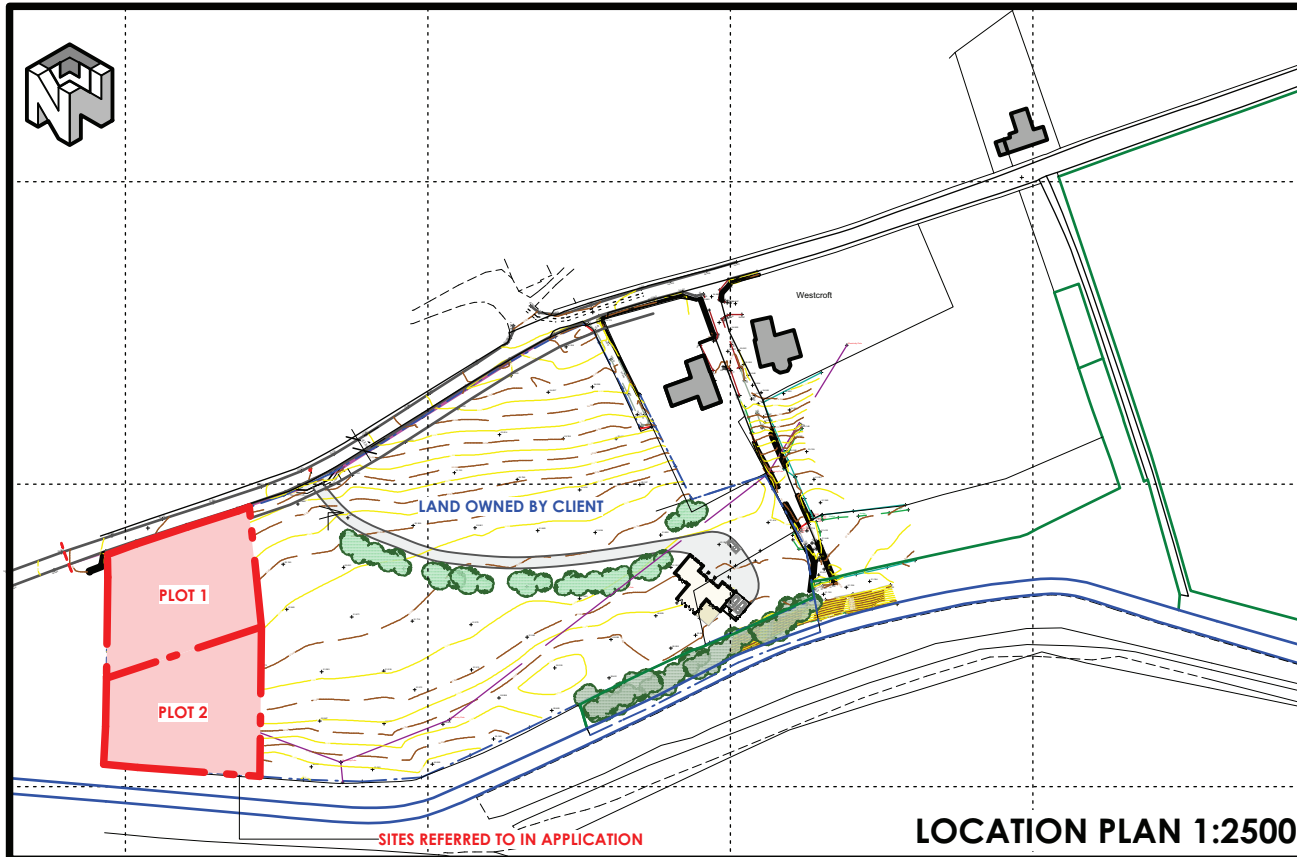 Westcroft
LAND OWNED BY CLIENT
PLOT 1
PLOT 2
SITES REFERRED TO IN APPLICATION
LOCATION PLAN 1:2500